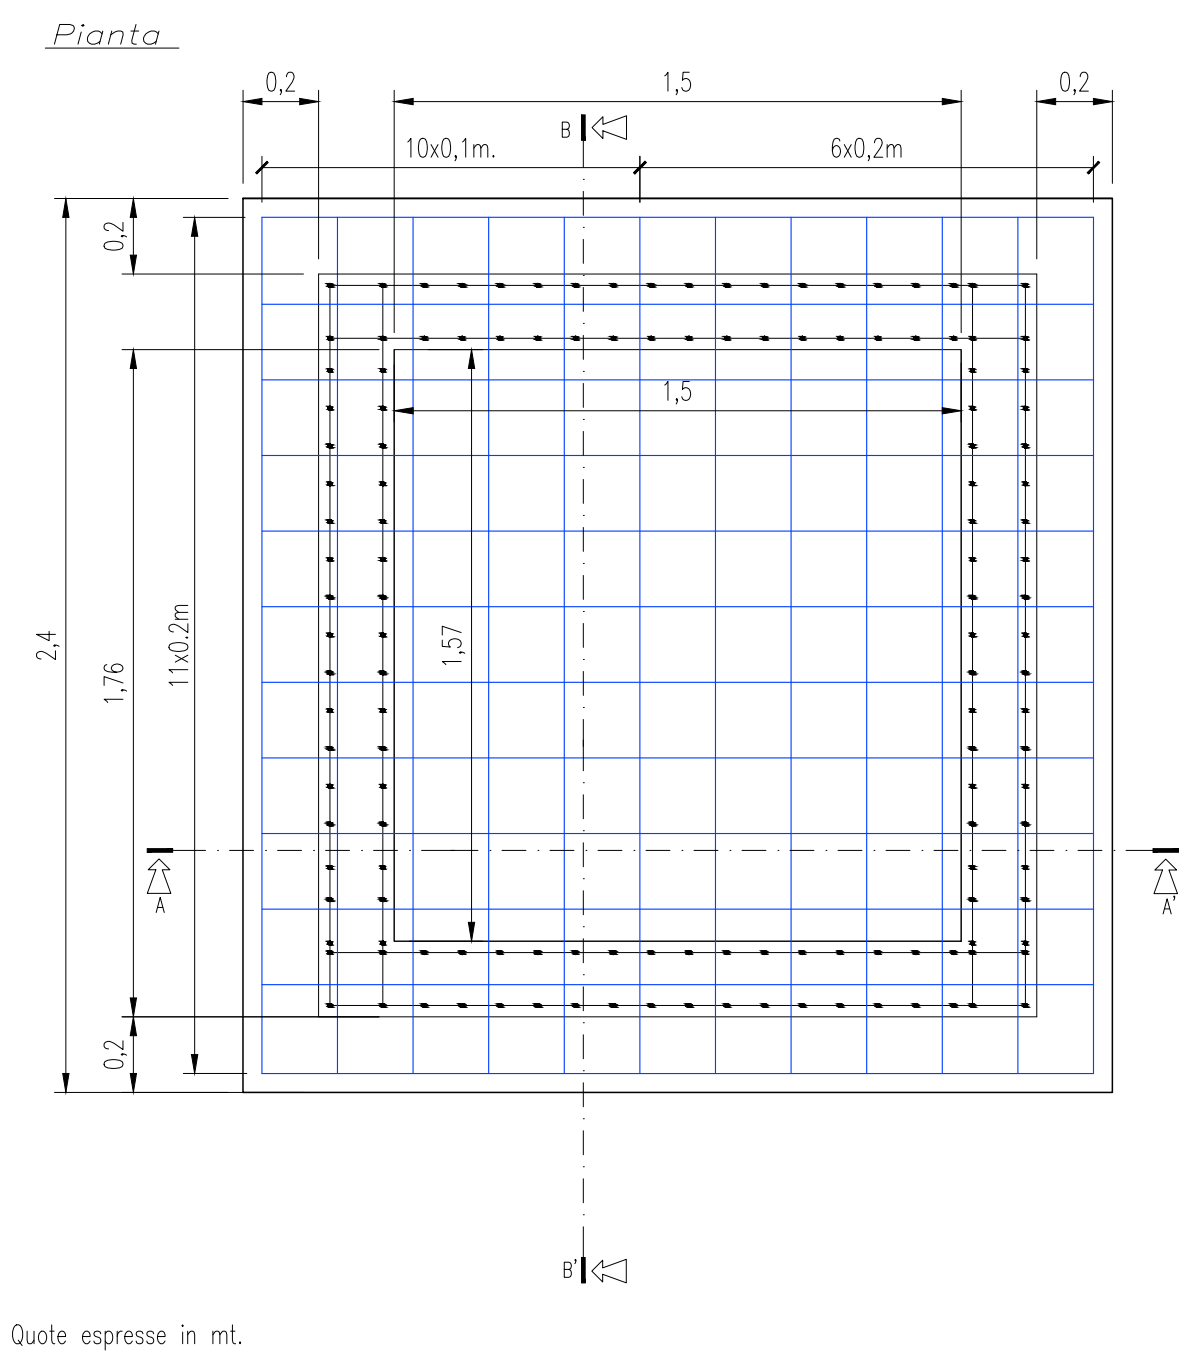 Pianta
0,2
1,5
0,2
B
10x0,1m.
6x0,2m
0,2
1,5
2,4
1,76
11x0.2m
1,57
A
A'
0,2
B'
Quote espresse in mt.